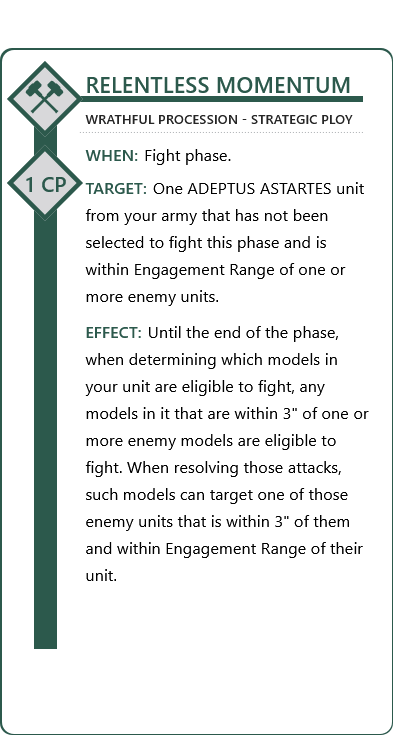 RELENTLESS MOMENTUM
WRATHFUL PROCESSION - STRATEGIC PLOY
WHEN: Fight phase.
1 CP
TARGET: One ADEPTUS ASTARTES unit
from your army that has not been
selected to fight this phase and is
within Engagement Range of one or
more enemy units.
EFFECT: Until the end of the phase,
when determining which models in
your unit are eligible to fight, any
models in it that are within 3" of one or
more enemy models are eligible to
fight. When resolving those attacks,
such models can target one of those
enemy units that is within 3" of them
and within Engagement Range of their
unit.